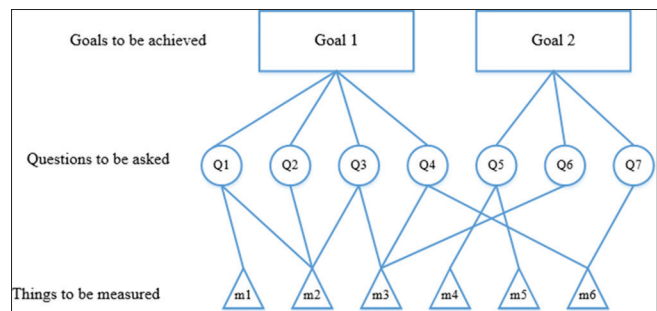 Goals to be achieved
Goal 1
Goal 2
Questions to be asked
Q1 Q2 Q3 Q4 Q5 Q6 Q7
Things to be measured
m1 m2 m3 m4 m5 m6